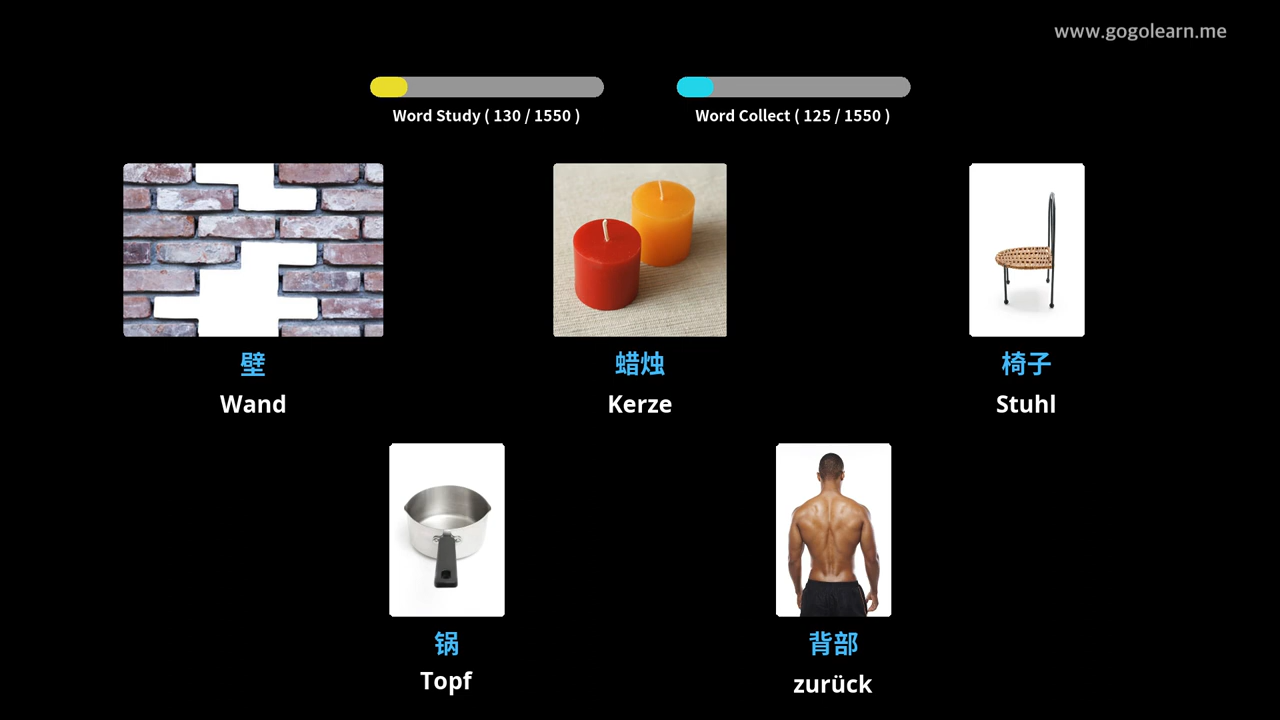 www.gogolearn.me
Word Study ( 130 / 1550 )
Word Collect ( 125 / 1550 )
壁
Wand
蜡烛
Kerze
椅子
Stuhl
锅
Topf
背部
zurück